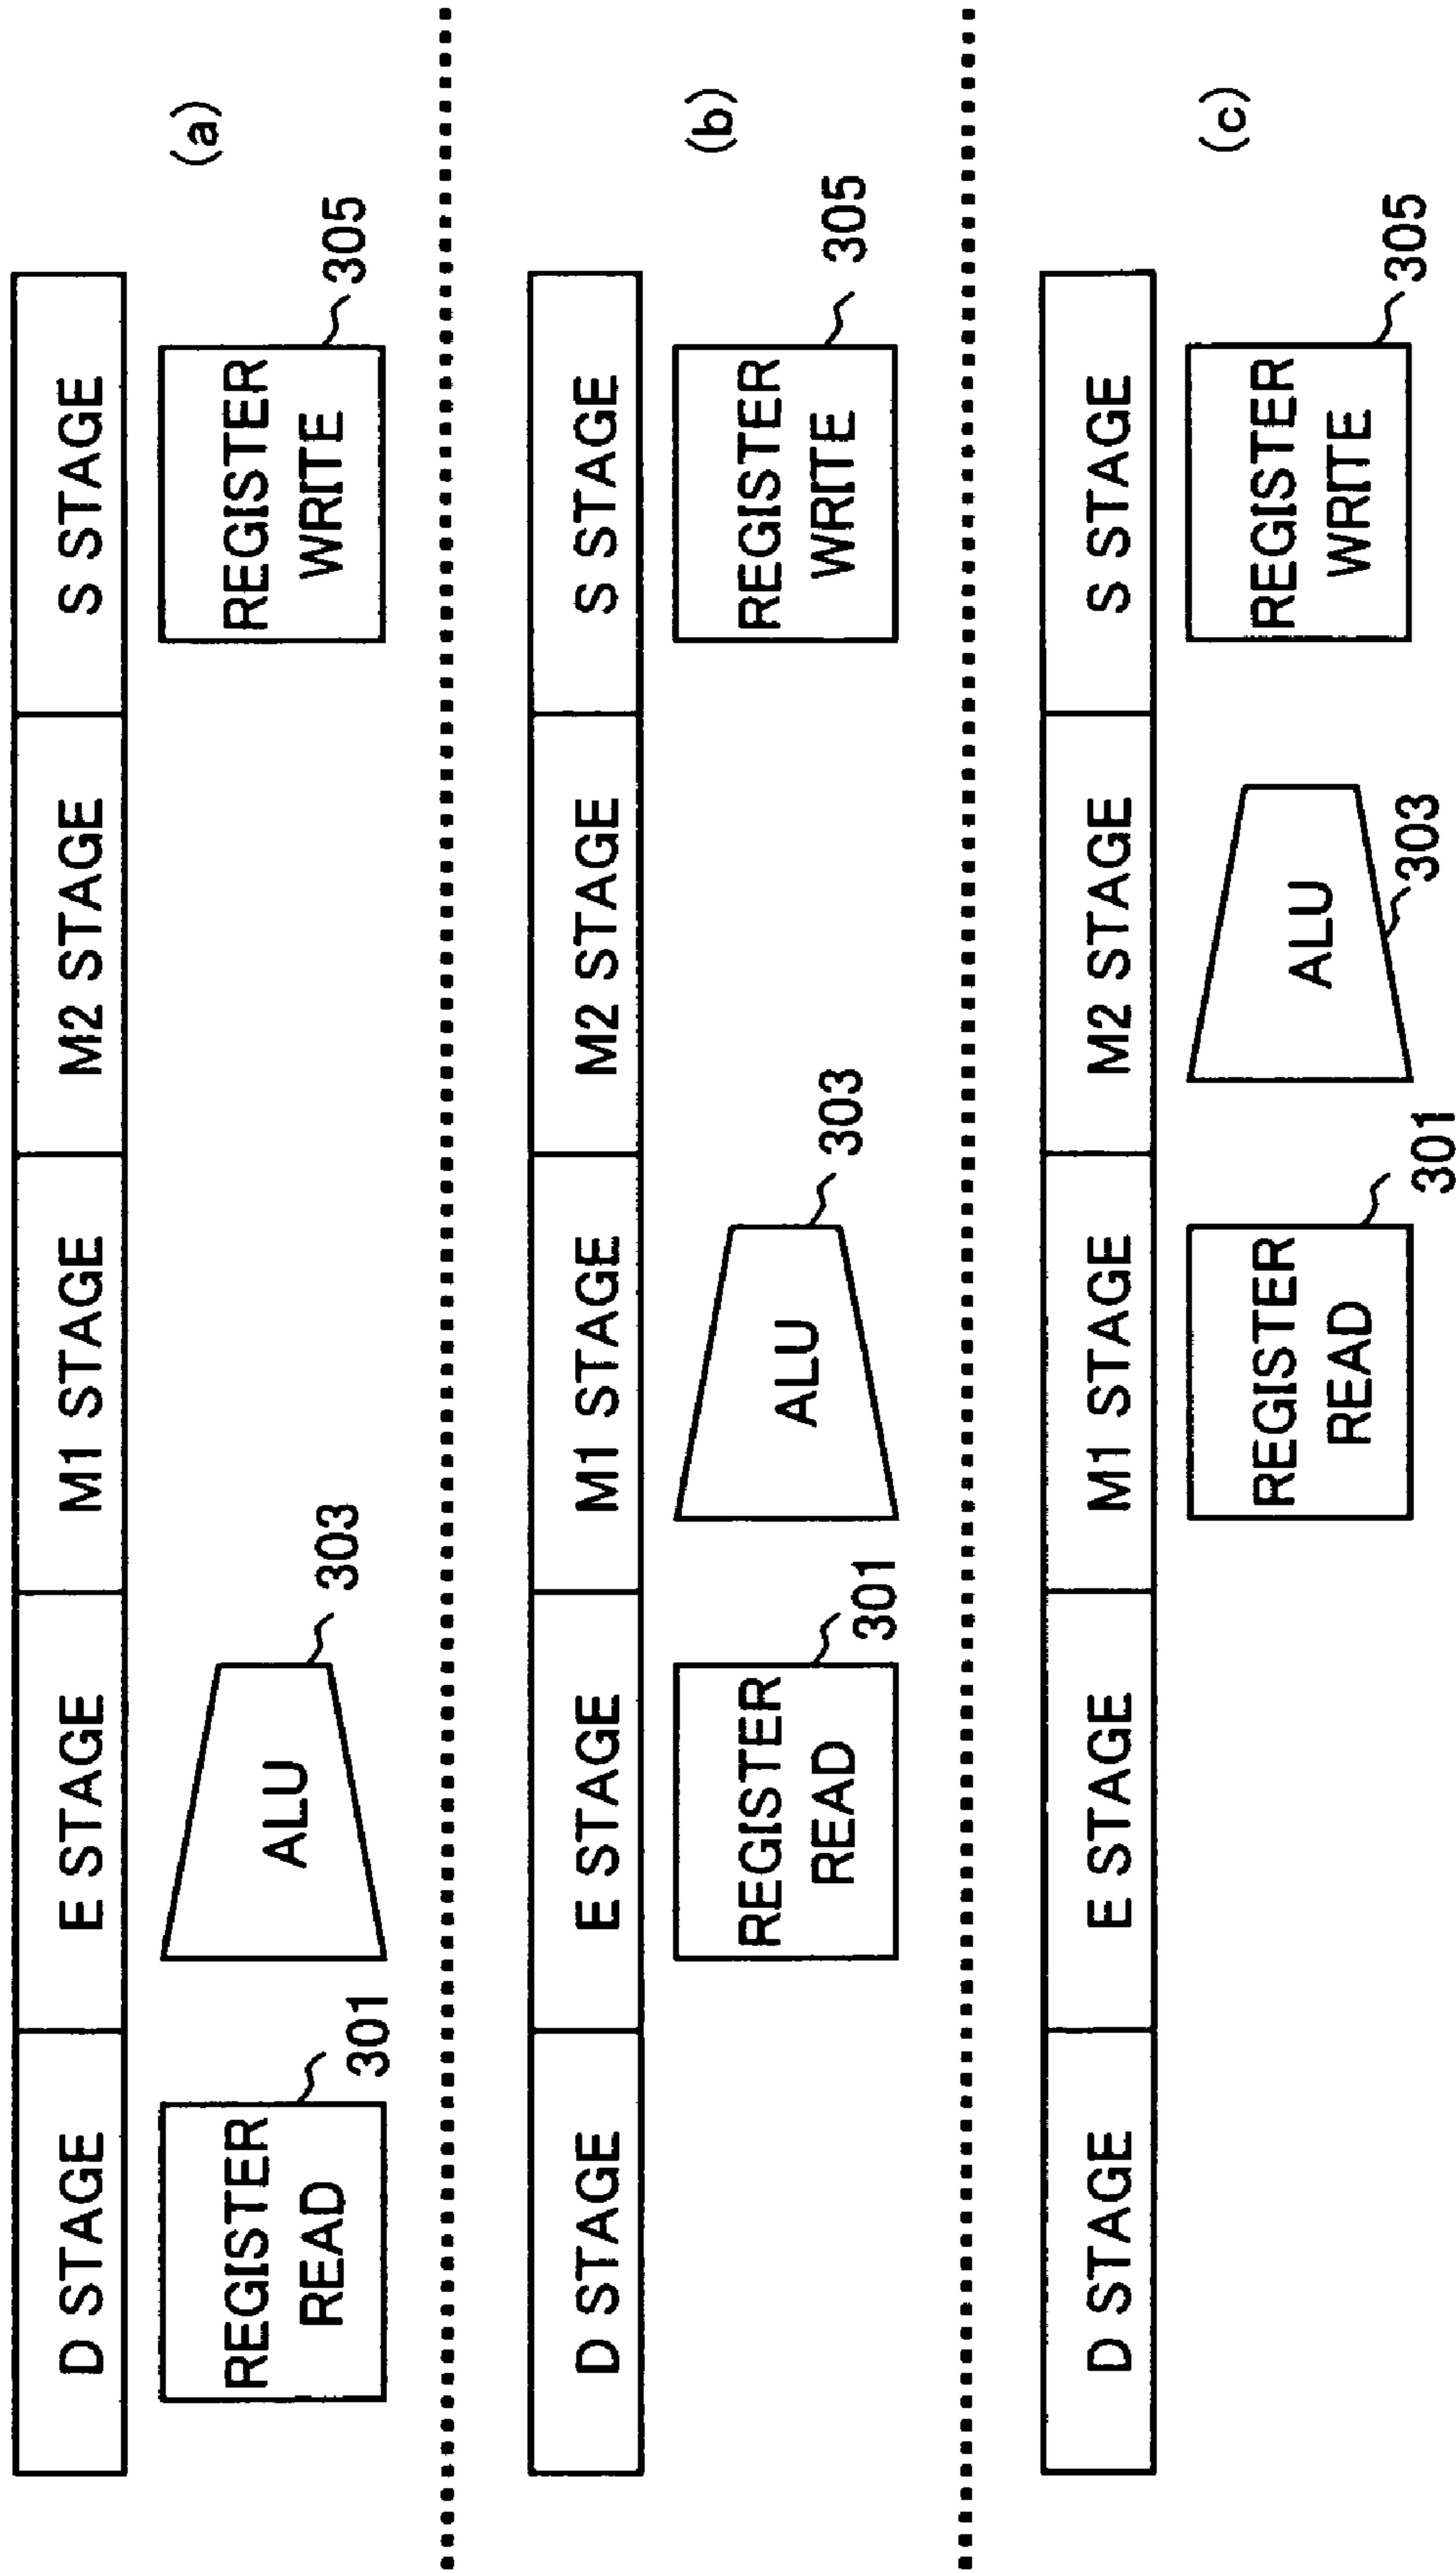 D STAGE
E STAGE
M1 STAGE
M2 STAGE
S STAGE
(a)
REGISTER
READ
301
ALU
303
REGISTER
WRITE
305
D STAGE
E STAGE
M1 STAGE
M2 STAGE
S STAGE
(b)
REGISTER
READ
301
ALU
303
REGISTER
WRITE
305
D STAGE
E STAGE
M1 STAGE
M2 STAGE
S STAGE
(c)
REGISTER
READ
301
ALU
303
REGISTER
WRITE
305